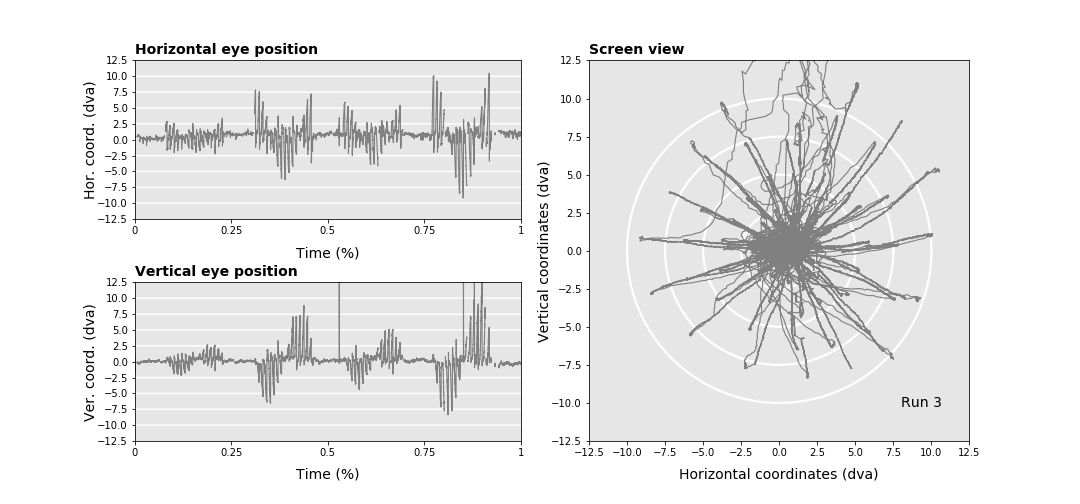 Horizontal eye position
12.5
10.0
7.5
5.0
2.5
0.0
−2.5
−5.0
−7.5
−10.0
−12.5
Hor. coord. (dva)
0 0.25 0.5 0.75 1
Time (%)
Vertical eye position
12.5
10.0
7.5
5.0
2.5
0.0
−2.5
−5.0
−7.5
−10.0
−12.5
Ver. coord. (dva)
0 0.25 0.5 0.75 1
Time (%)
Screen view
12.5
10.0
7.5
5.0
2.5
0.0
−2.5
−5.0
−7.5
−10.0
−12.5
Vertical coordinates (dva)
Run 3
−12.5 −10.0 −7.5 −5.0 −2.5 0.0 2.5 5.0 7.5 10.0 12.5
Horizontal coordinates (dva)